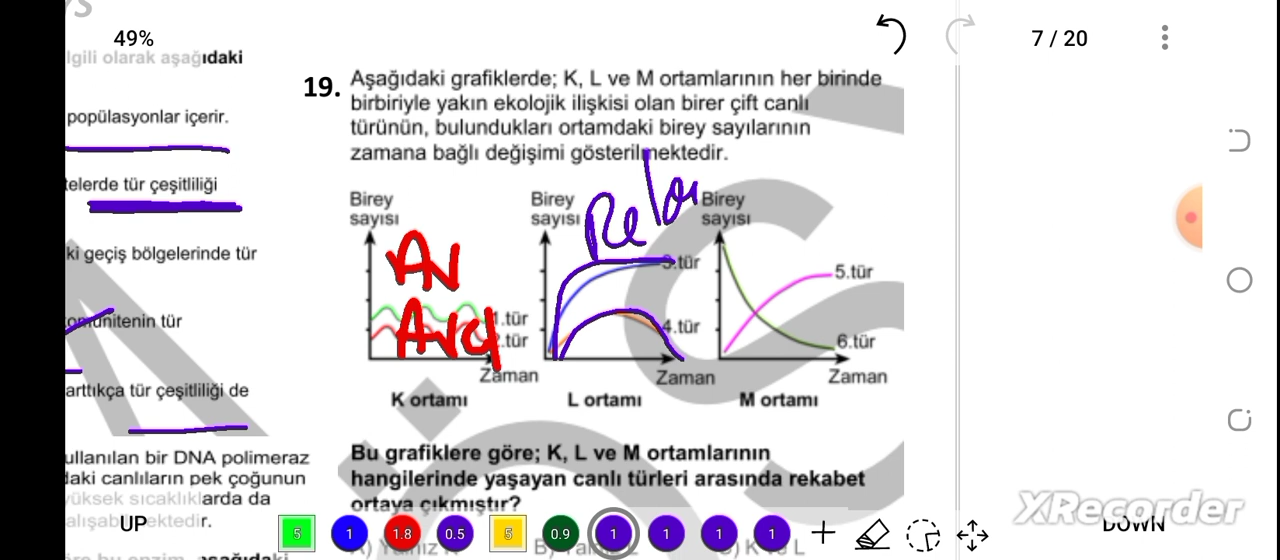 49%
7 / 20
lgili olarak aşağıdaki
popülasyonlar içerir.
telerde tür çeşitliliği
ki geçiş bölgelerinde tür
omünitenin tür
arttıkça tür çeşitliliği de
ullanılan bir DNA polimeraz
daki canlıların pek çoğunun
yüksek sıcaklıklarda da
UP
19. Aşağıdaki grafiklerde; K, L ve M ortamlarının her birinde
birbiriyle yakın ekolojik ilişkisi olan birer çift canlı
türünün, bulundukları ortamdaki birey sayılarının
zamana bağlı değişimi gösterilmektedir.
Birey
sayısı
Av
Avcı
1.tür
2.tür
Zaman
K ortamı
Birey
sayısı
3.tür
4.tür
Zaman
L ortamı
Birey
sayısı
5.tür
6.tür
Zaman
M ortamı
Bu grafiklere göre; K, L ve M ortamlarının
hangilerinde yaşayan canlı türleri arasında rekabet
ortaya çıkmıştır?
5 1 1.8 0.5 5 0.9 1 1 1 1
XRecorder
DOWN